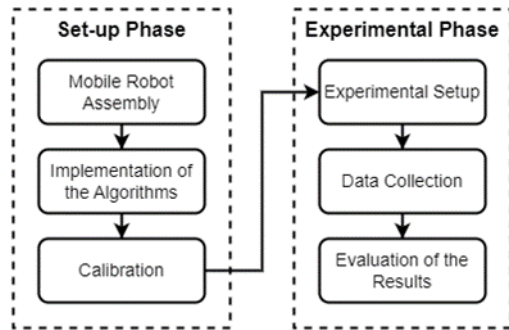 Set-up Phase
Mobile Robot
Assembly
Implementation of
the Algorithms
Calibration
Experimental Phase
Experimental Setup
Data Collection
Evaluation of the
Results